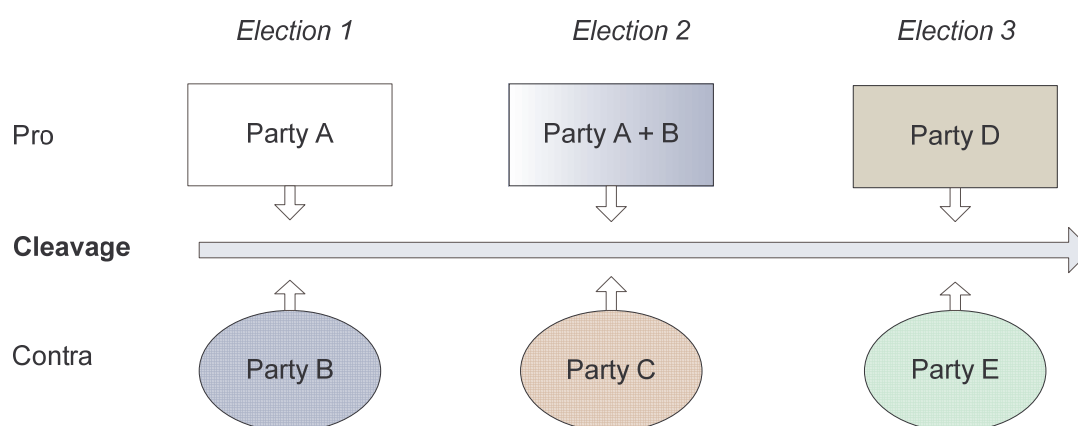 Election 1 Election 2 Election 3
Pro Party A Party A + B Party D
Cleavage
Contra Party B Party C Party E